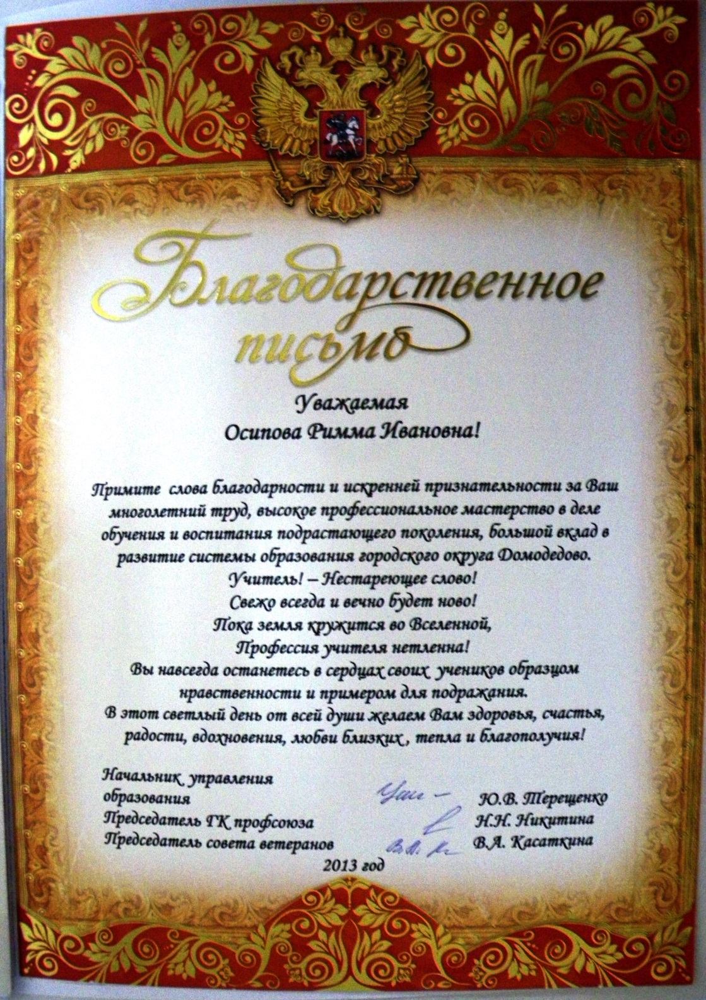 Благодарственное
письмо
Уважаемая
Осипова Римма Ивановна!
Примите слова благодарности и искренней признательности за Ваш
многолетний труд, высокое профессиональное мастерство в деле
обучения и воспитания подрастающего поколения, большой вклад в
развитие системы образования городского округа Домодедово.
Учитель! – Нестареющее слово!
Свежо всегда и вечно будет ново!
Пока земля кружится во Вселенной,
Профессия учителя нетленна!
Вы навсегда останетесь в сердцах своих учеников образцом
нравственности и примером для подражания.
В этот светлый день от всей души желаем Вам здоровья, счастья,
радости, вдохновения, любви близких, тепла и благополучия!
Начальник управления
образования Ю.В. Терещенко
Председатель ГК профсоюза Н.Н. Никитина
Председатель совета ветеранов В.А. Касаткина
2013 год